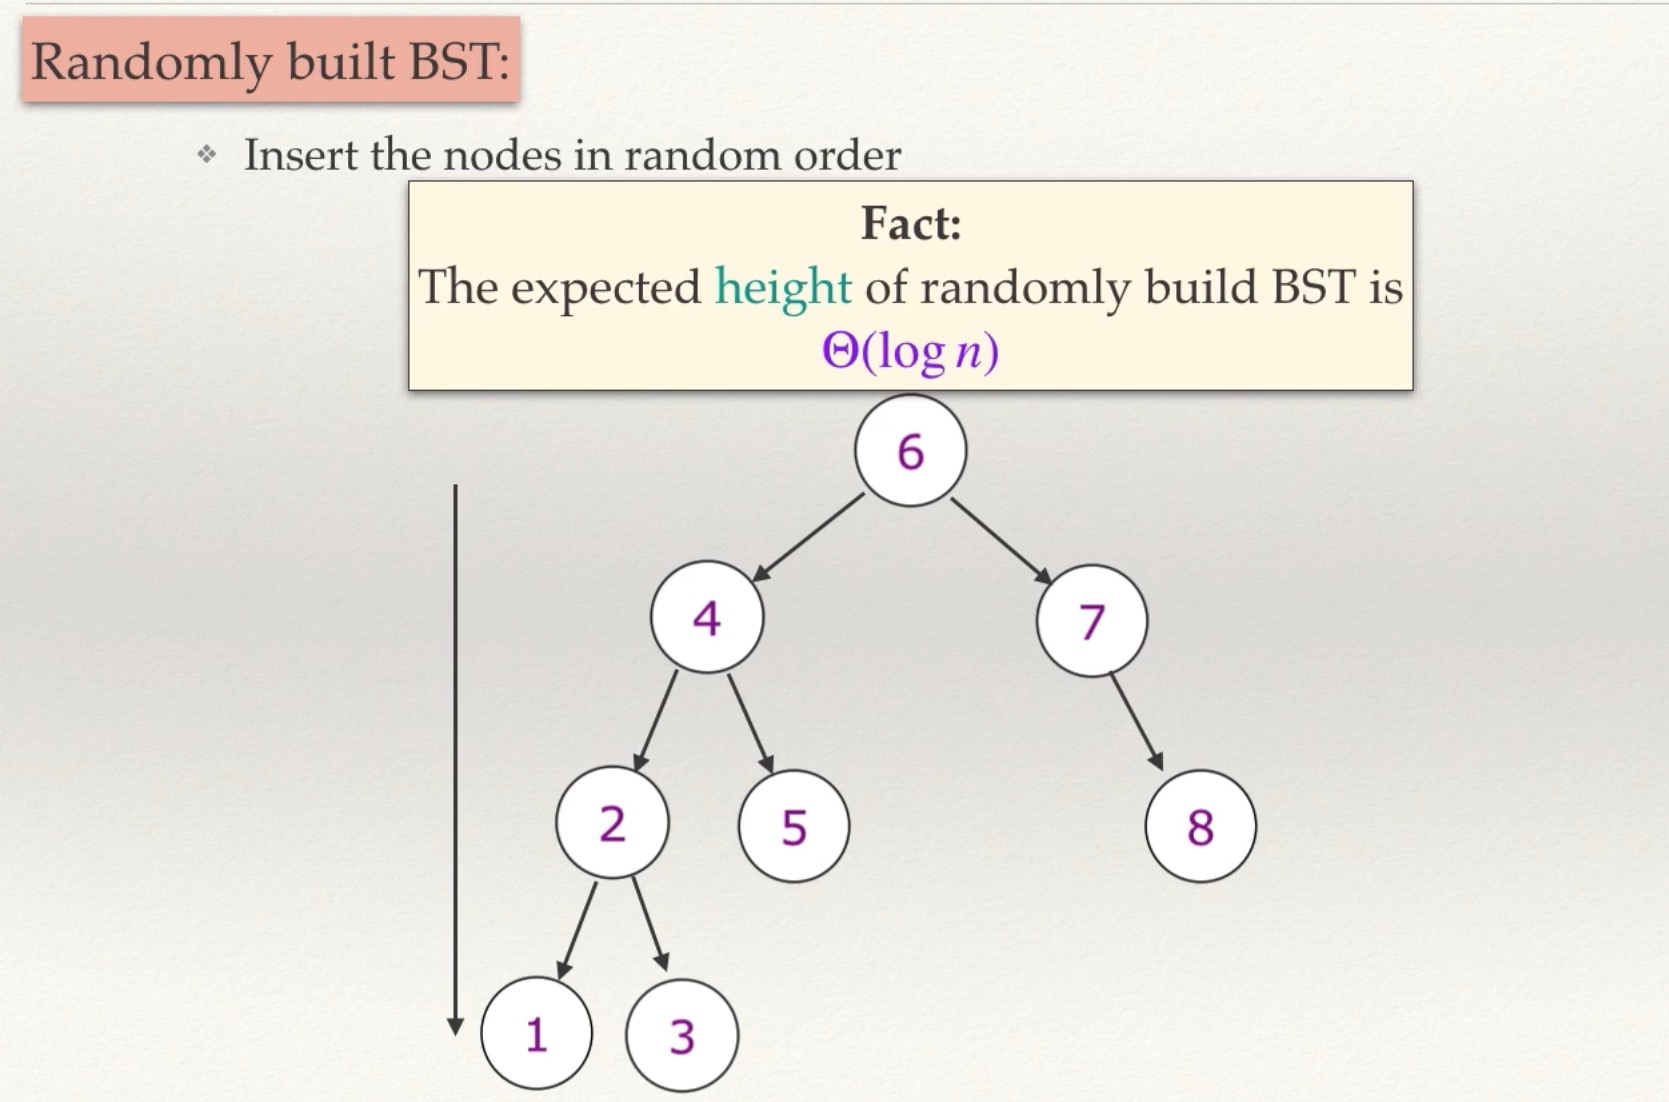 Randomly built BST:
Insert the nodes in random order
Fact:
The expected height of randomly build BST is
Θ(log n)
6
4
7
2
5
8
1
3